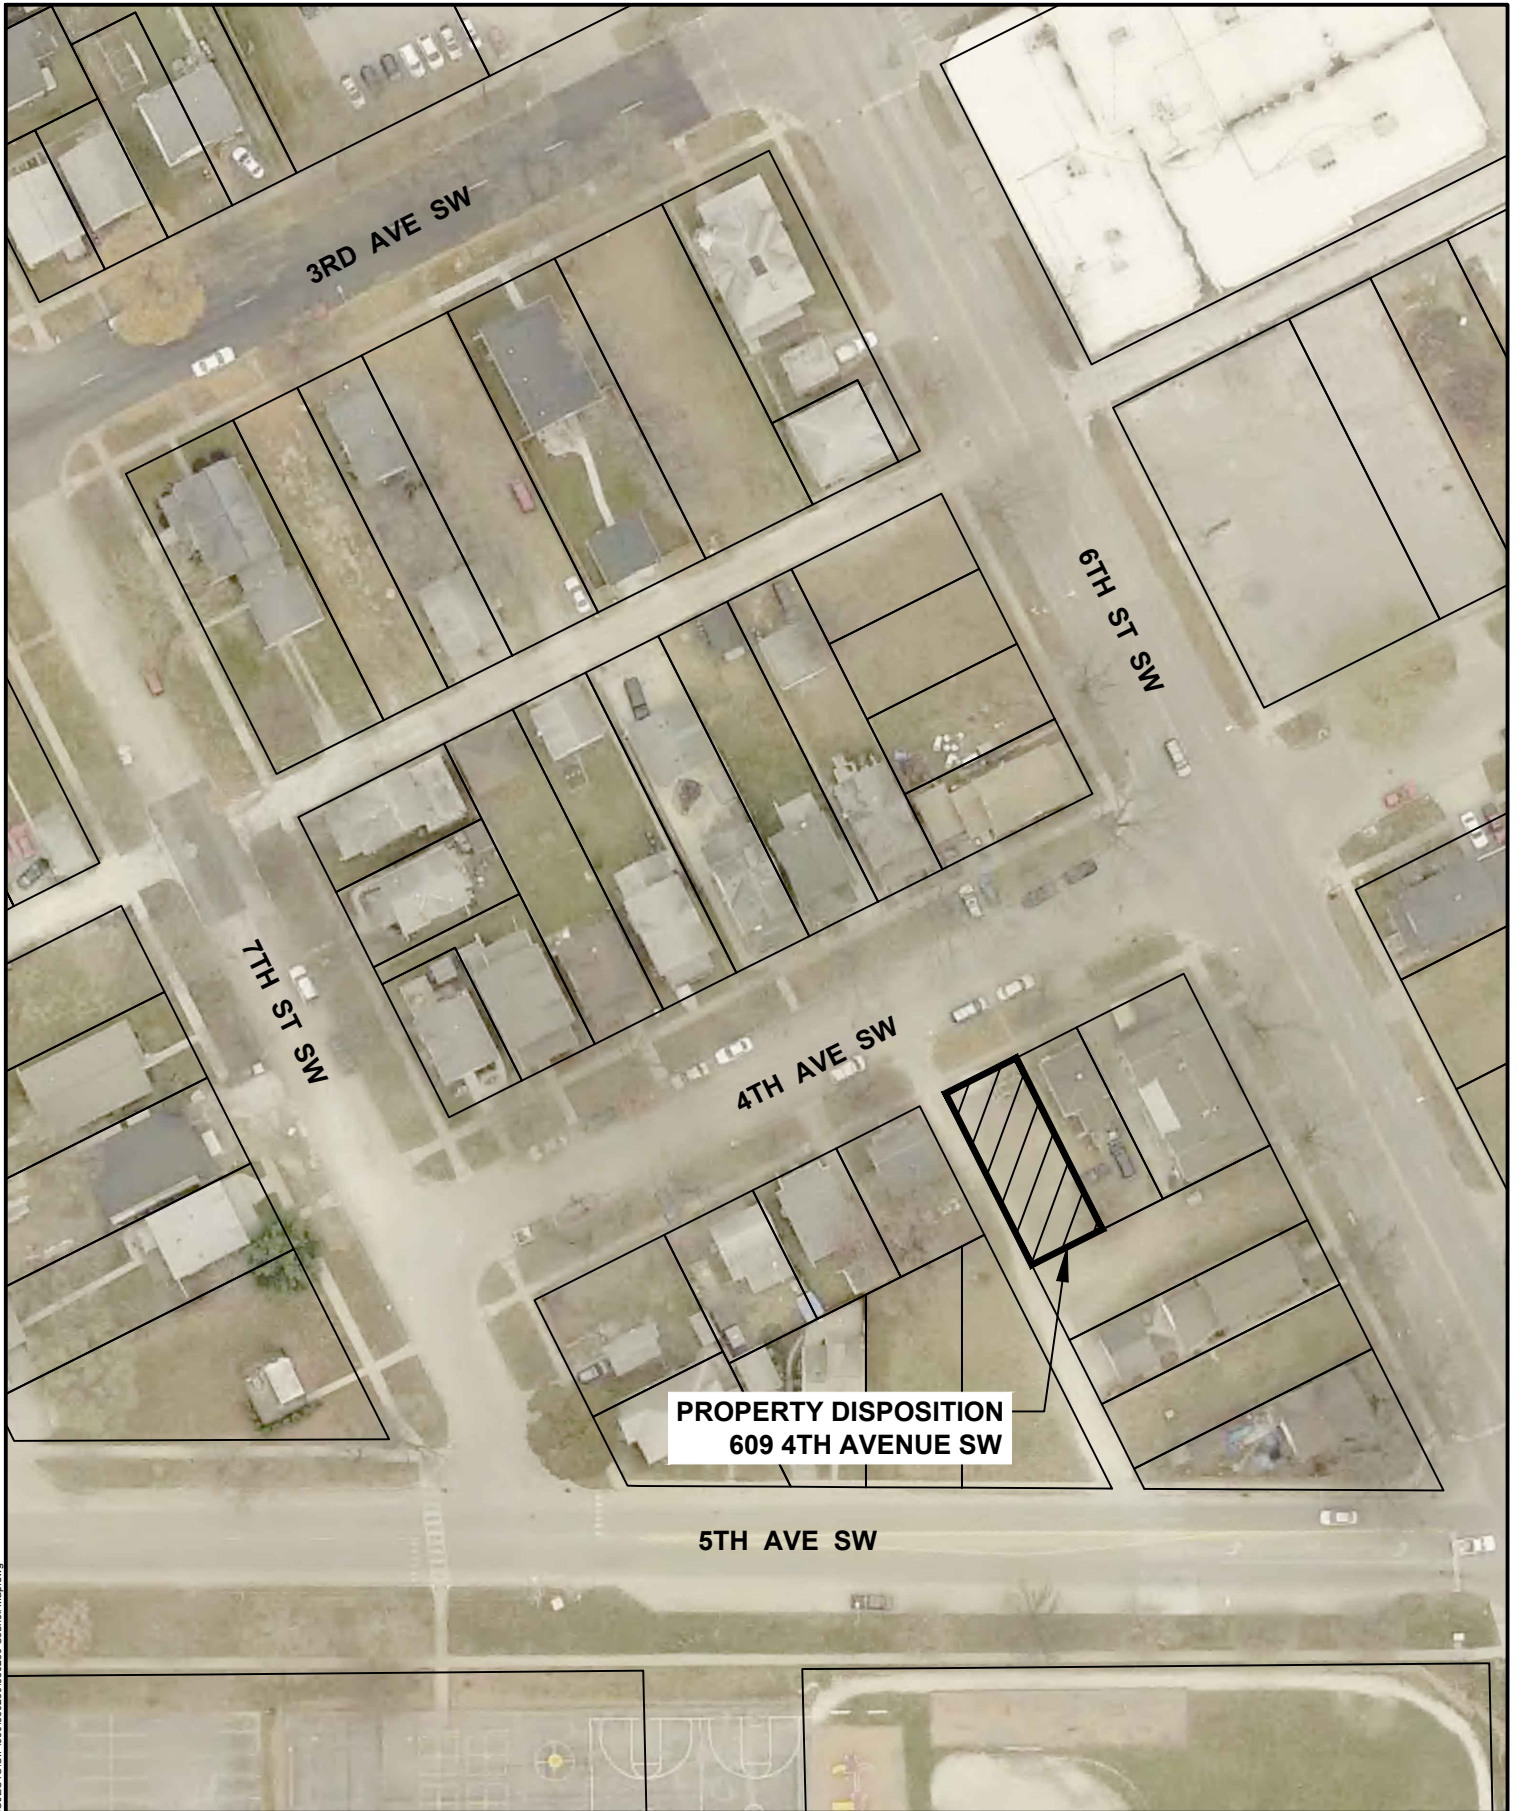 3RD AVE SW
6TH ST SW
7TH ST SW
4TH AVE SW
PROPERTY DISPOSITION
609 4TH AVENUE SW
5TH AVE SW